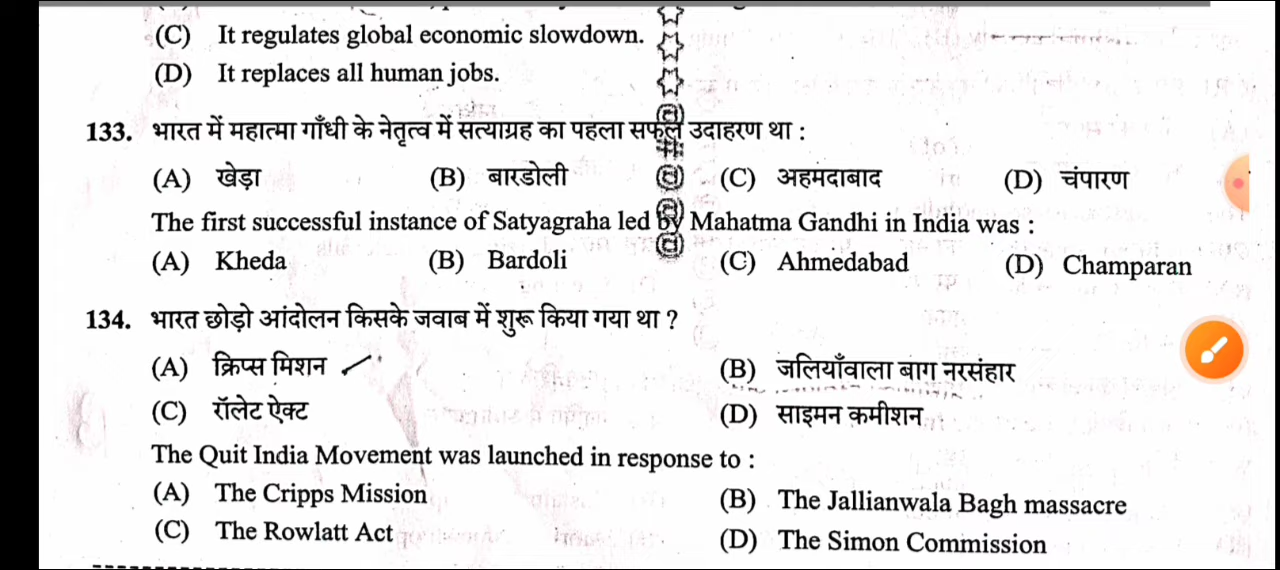 (C) It regulates global economic slowdown.
(D) It replaces all human jobs.
133. भारत में महात्मा गाँधी के नेतृत्व में सत्याग्रह का पहला सफल उदाहरण था :
(A) खेड़ा (B) बारडोली (C) अहमदाबाद (D) चंपारण
The first successful instance of Satyagraha led by Mahatma Gandhi in India was :
(A) Kheda (B) Bardoli (C) Ahmedabad (D) Champaran
134. भारत छोड़ो आंदोलन किसके जवाब में शुरू किया गया था ?
(A) क्रिप्स मिशन (B) जलियाँवाला बाग नरसंहार
(C) रॉलेट ऐक्ट (D) साइमन कमीशन
The Quit India Movement was launched in response to :
(A) The Cripps Mission (B) The Jallianwala Bagh massacre
(C) The Rowlatt Act (D) The Simon Commission